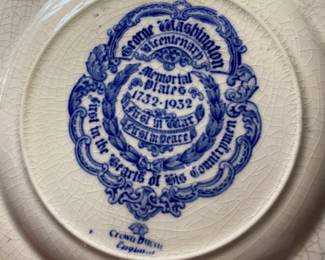 George Washington
Bicentenary
Memorial
Plates
1732-1932
First in War
First in Peace
First in the Hearts of His Countrymen
Crown Ducal
England